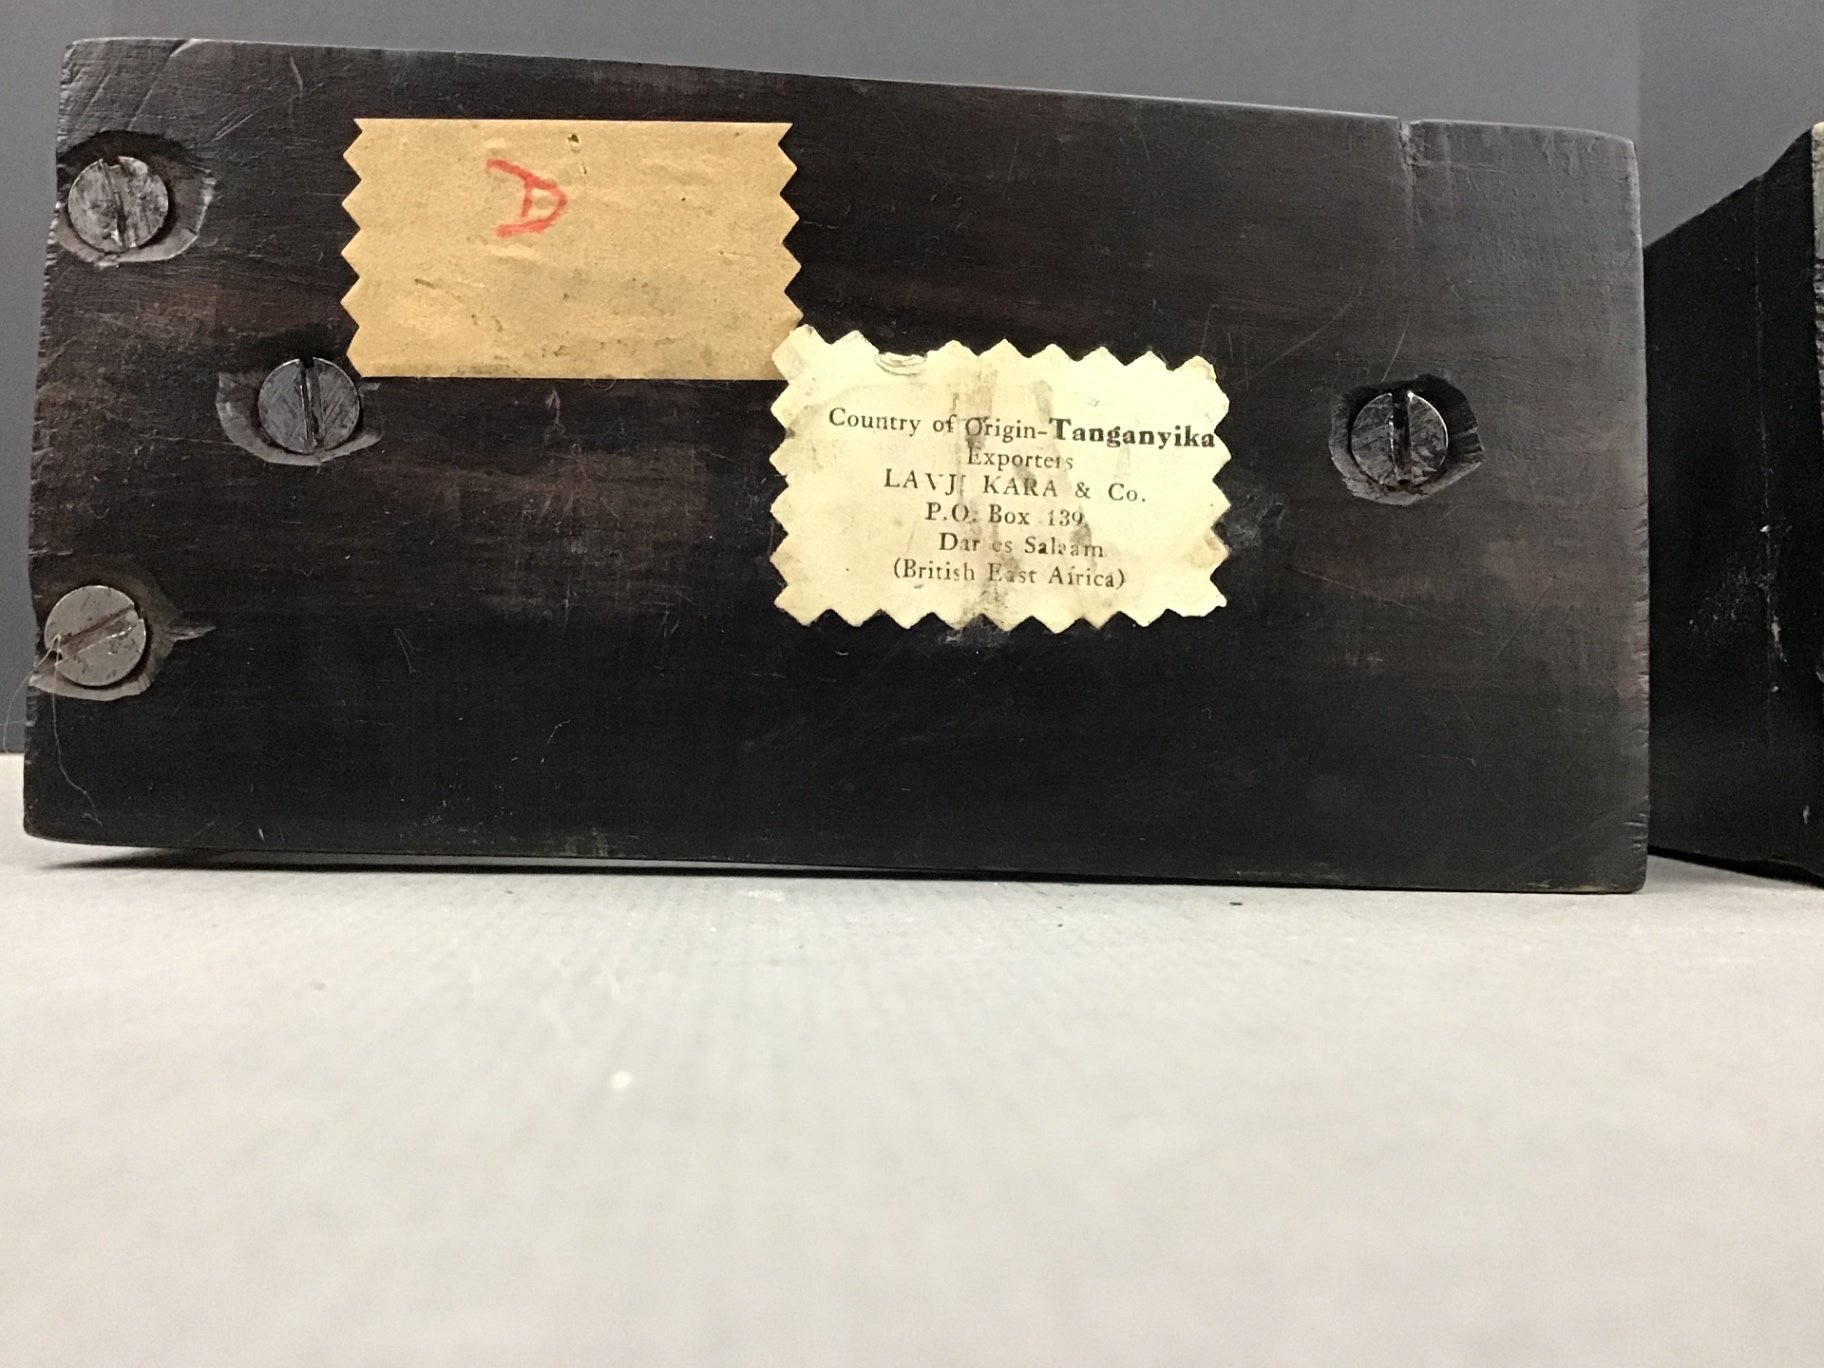 D
Country of Origin-Tanganyika
Exporters
LAVJI KARA & Co.
P.O. Box 139
Dar es Salaam
(British East Africa)